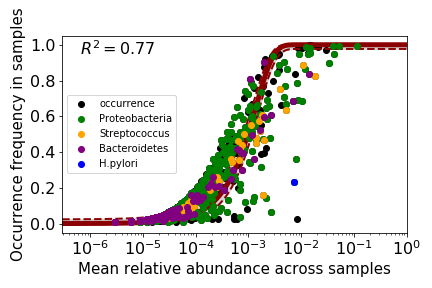 R² = 0.77
1.0
0.8
0.6
0.4
0.2
0.0
Occurrence frequency in samples
occurrence
Proteobacteria
Streptococcus
Bacteroidetes
H.pylori
10⁻⁶ 10⁻⁵ 10⁻⁴ 10⁻³ 10⁻² 10⁻¹ 10⁰
Mean relative abundance across samples